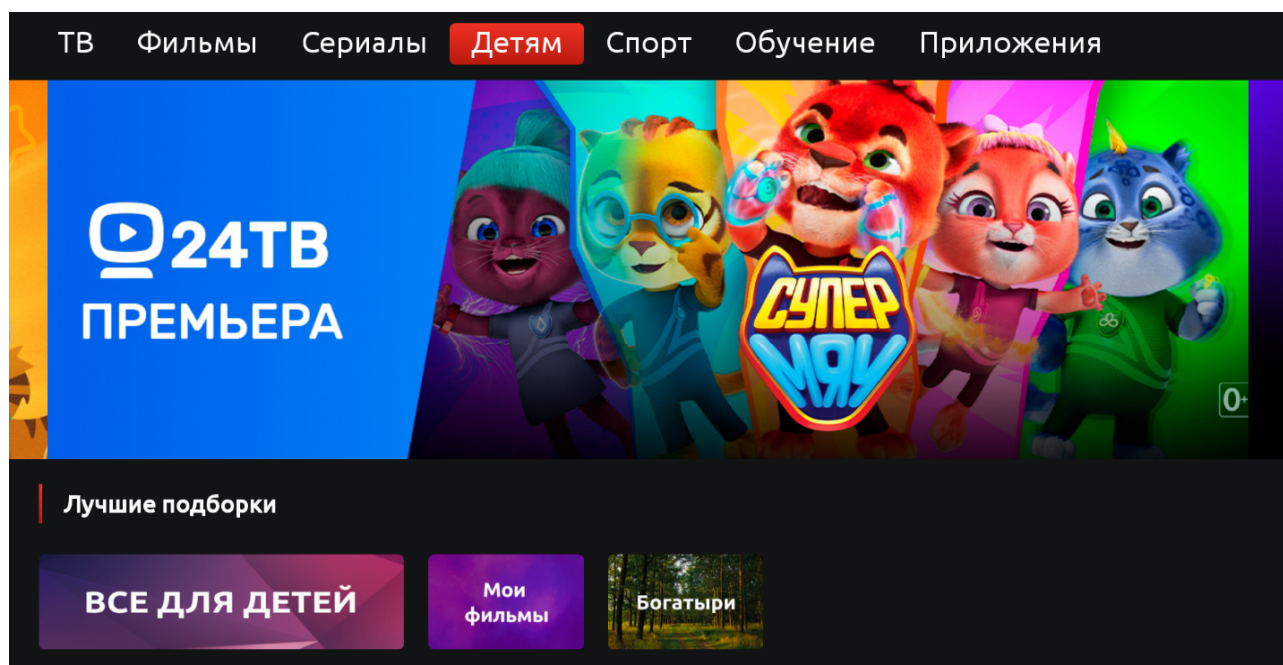 ТВ Фильмы Сериалы Детям Спорт Обучение Приложения
24ТВ
ПРЕМЬЕРА
СУПЕР
МЯУ
0+
Лучшие подборки
ВСЕ ДЛЯ ДЕТЕЙ
Мои
фильмы
Богатыри